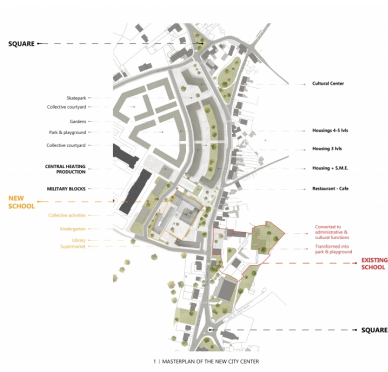 SQUARE
Skatepark
Collective courtyard
Gardens
Park & playground
Collective courtyard
CENTRAL HEATING
PRODUCTION
MILITARY BLOCKS
NEW
SCHOOL
Collective activities
Kindergarten
Library
Supermarket
Cultural Center
Housings 4-5 lvls
Housing 3 lvls
Housing + S.M.E.
Restaurant - Cafe
Converted to
administrative &
cultural functions
Transformed into
park & playground
EXISTING
SCHOOL
SQUARE
1 | MASTERPLAN OF THE NEW CITY CENTER